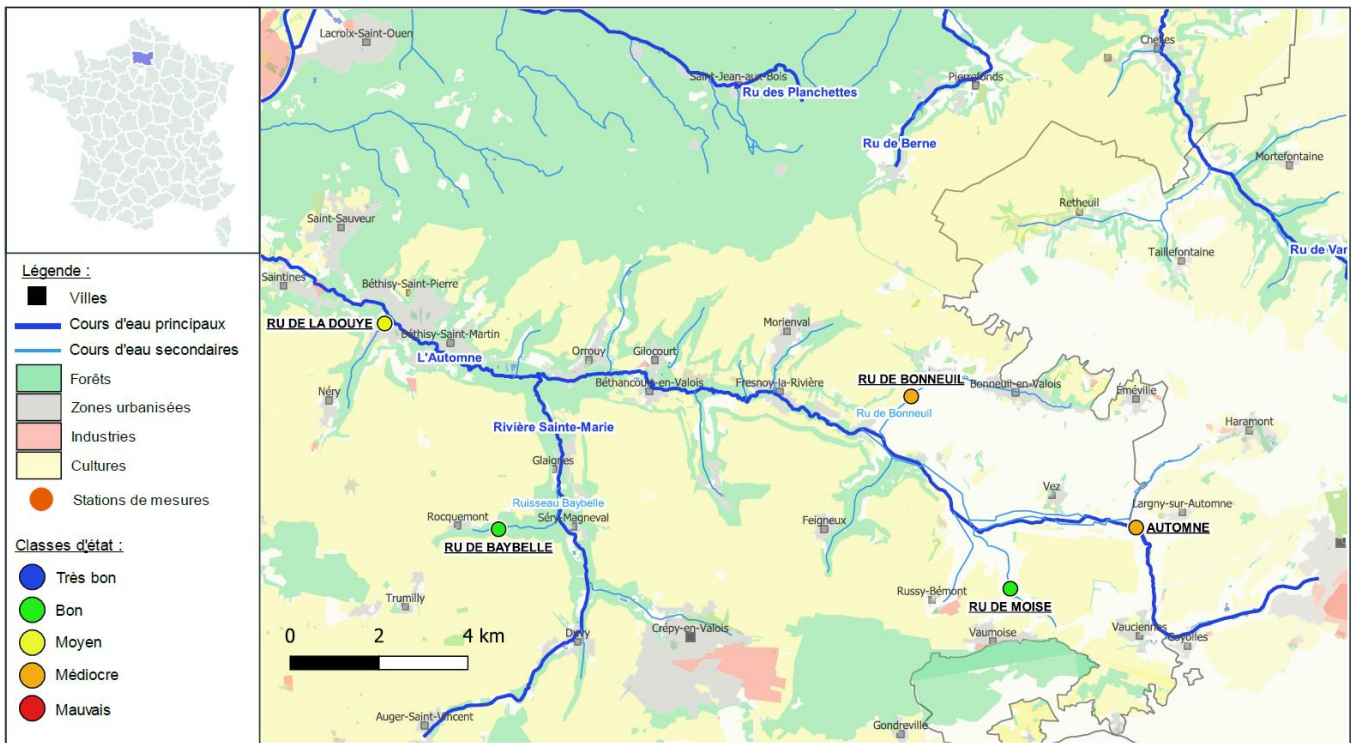 Légende :
Villes
Cours d'eau principaux
Cours d'eau secondaires
Forêts
Zones urbanisées
Industries
Cultures
Stations de mesures
Classes d'état :
Très bon
Bon
Moyen
Médiocre
Mauvais
Lacroix-Saint-Ouen
Saint-Jean-aux-Bois
Ru des Planchettes
Pierrefonds
Chelles
Ru de Berne
Mortefontaine
Retheuil
Taillefontaine
Ru de Van
Saint-Sauveur
Saintines
Béthisy-Saint-Pierre
RU DE LA DOUYE
Béthisy-Saint-Martin
L'Automne
Néry
Orrouy
Gilocourt
Morienval
Béthancourt-en-Valois
Fresnoy-la-Rivière
RU DE BONNEUIL
Bonneuil-en-Valois
Éméville
Ru de Bonneuil
Haramont
Rivière Sainte-Marie
Glaignes
Ruisseau Baybelle
Rocquemont
Séry-Magneval
RU DE BAYBELLE
Feigneux
Vez
Largny-sur-Automne
AUTOMNE
Trumilly
Russy-Bémont
RU DE MOISE
0 2 4 km
Duvy
Crépy-en-Valois
Vaumoise
Vauciennes
Coyolles
Auger-Saint-Vincent
Gondreville